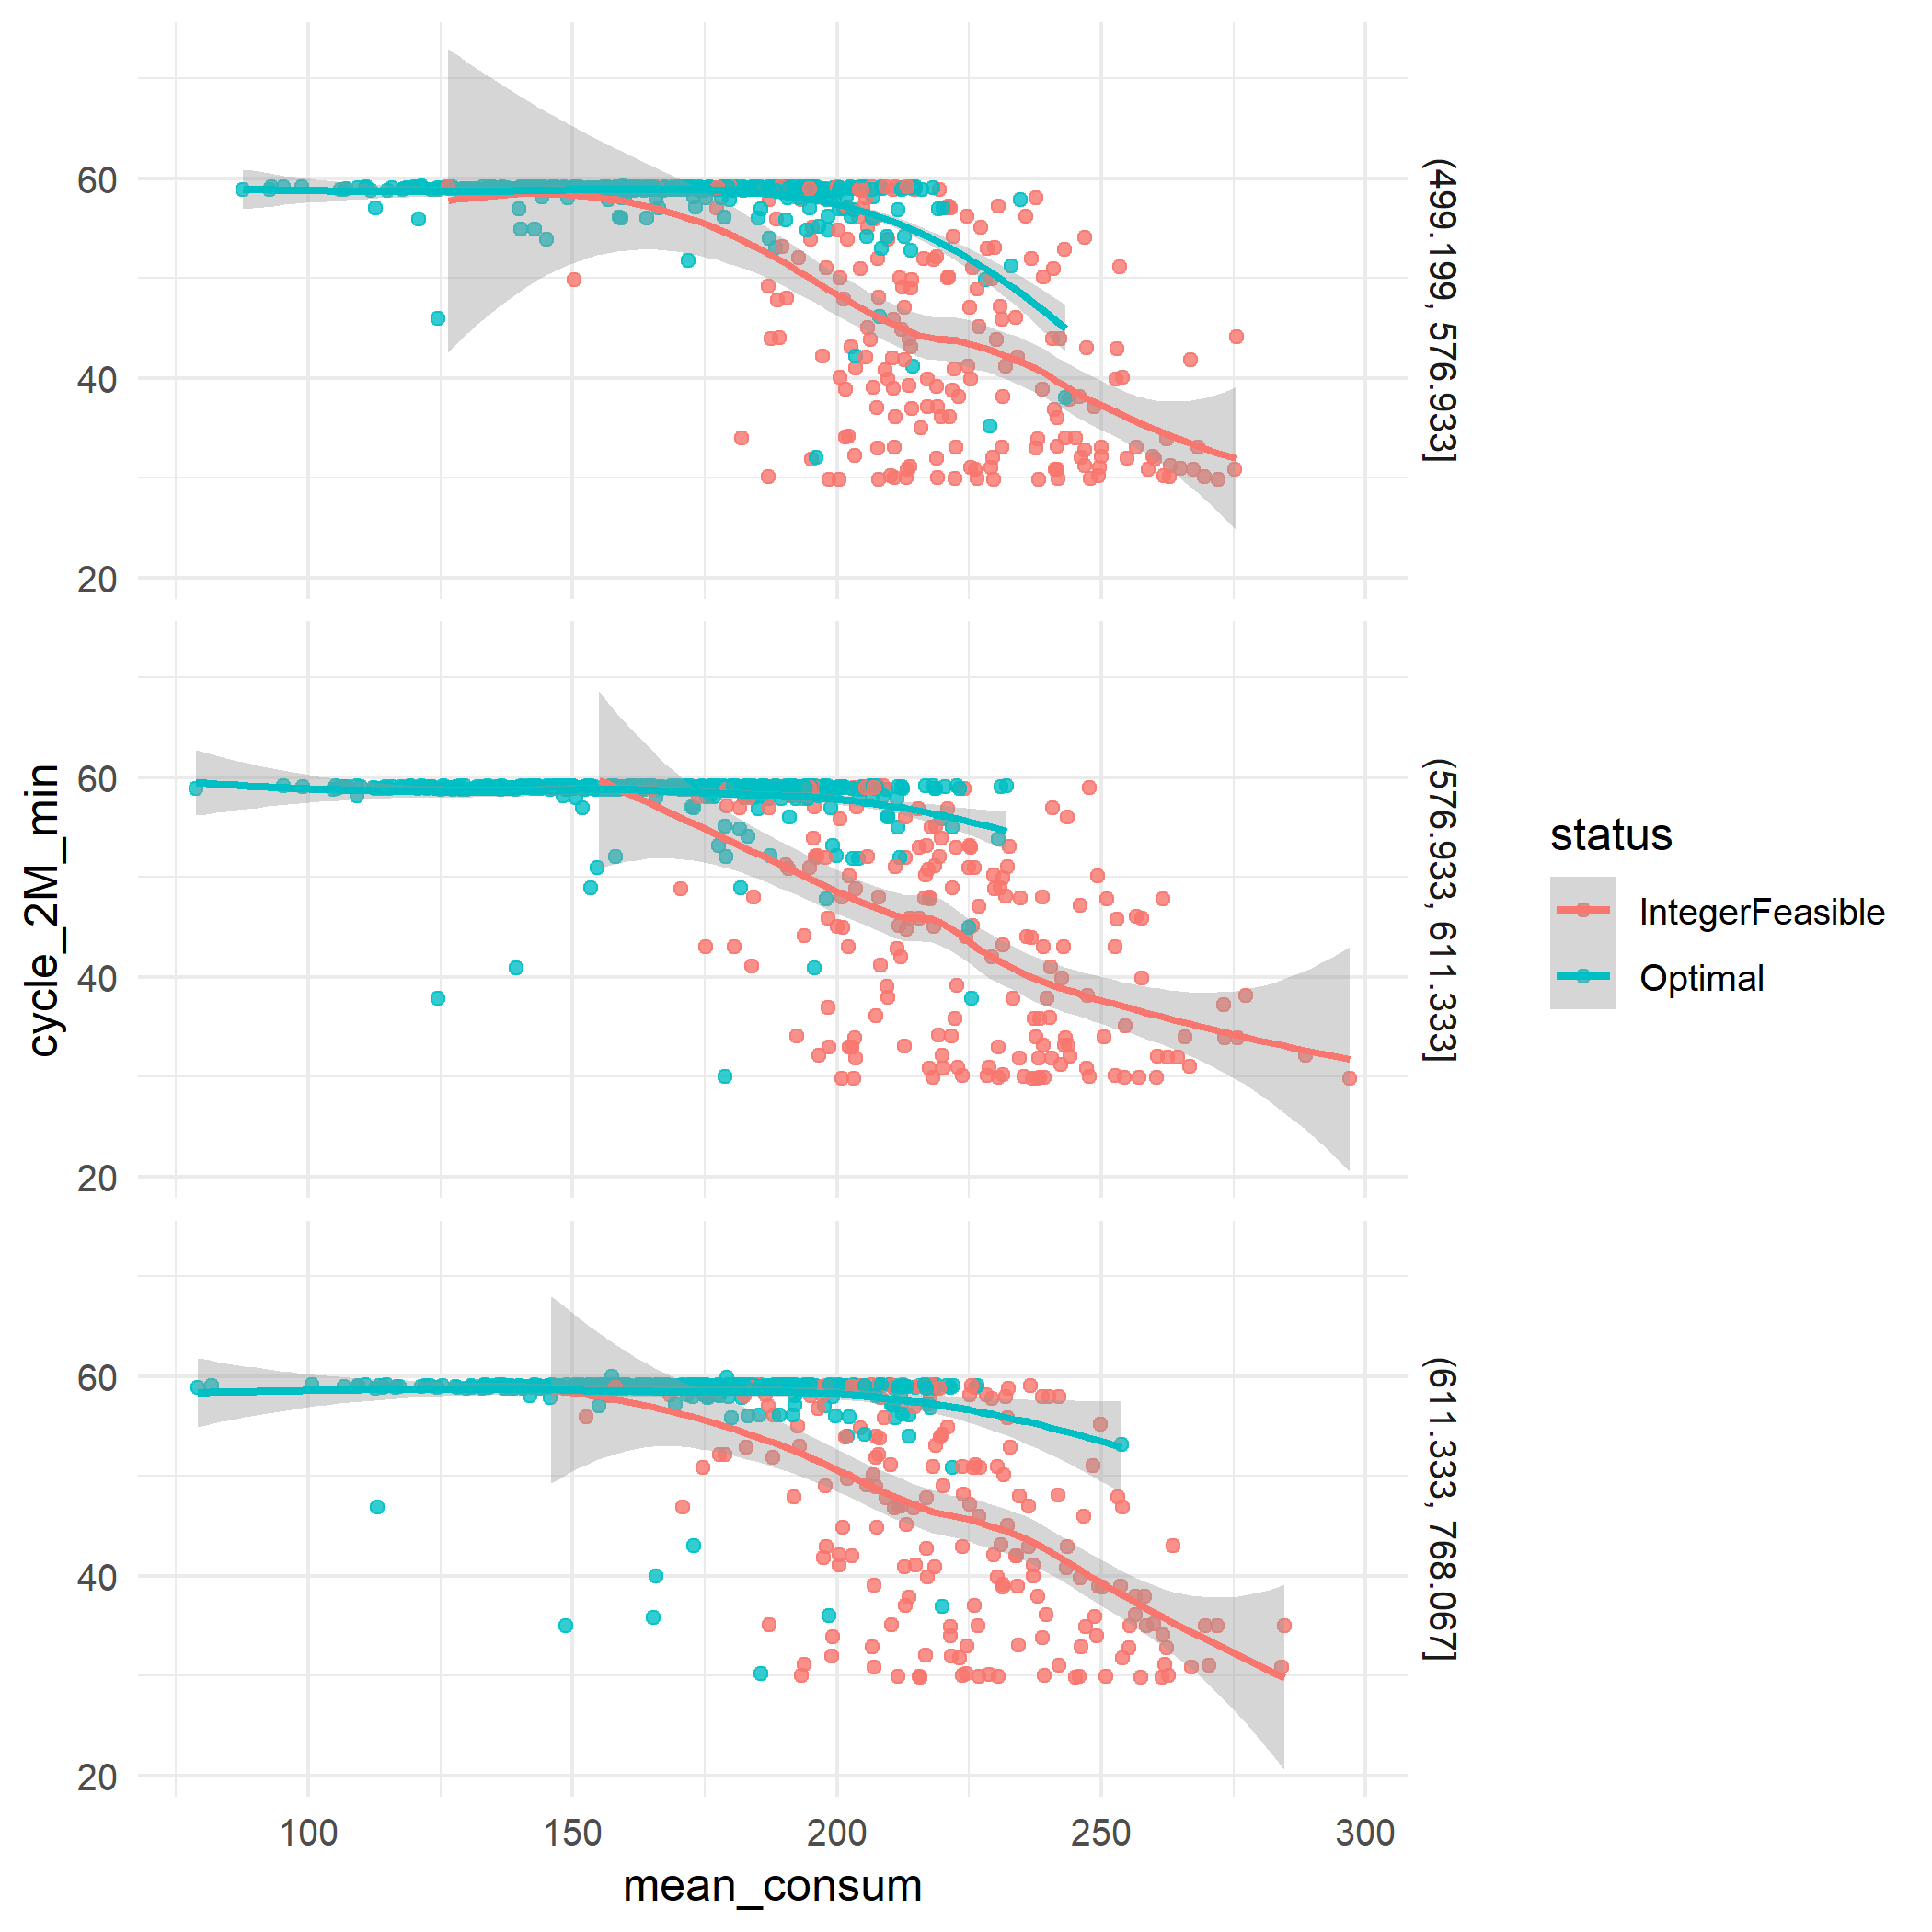 60
40
20
(499.199, 576.933]
60
40
20
(576.933, 611.333]
60
40
20
(611.333, 768.067]
cycle_2M_min
100 150 200 250 300
mean_consum
status
IntegerFeasible
Optimal